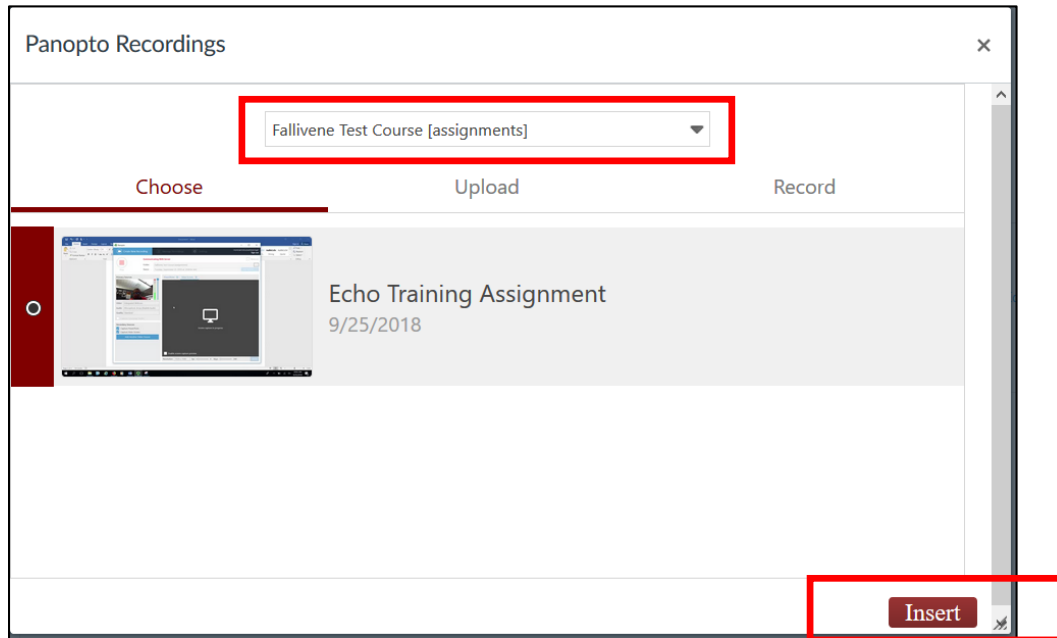 Panopto Recordings
×
Fallivene Test Course [assignments]
Choose Upload Record
Echo Training Assignment
9/25/2018
Insert